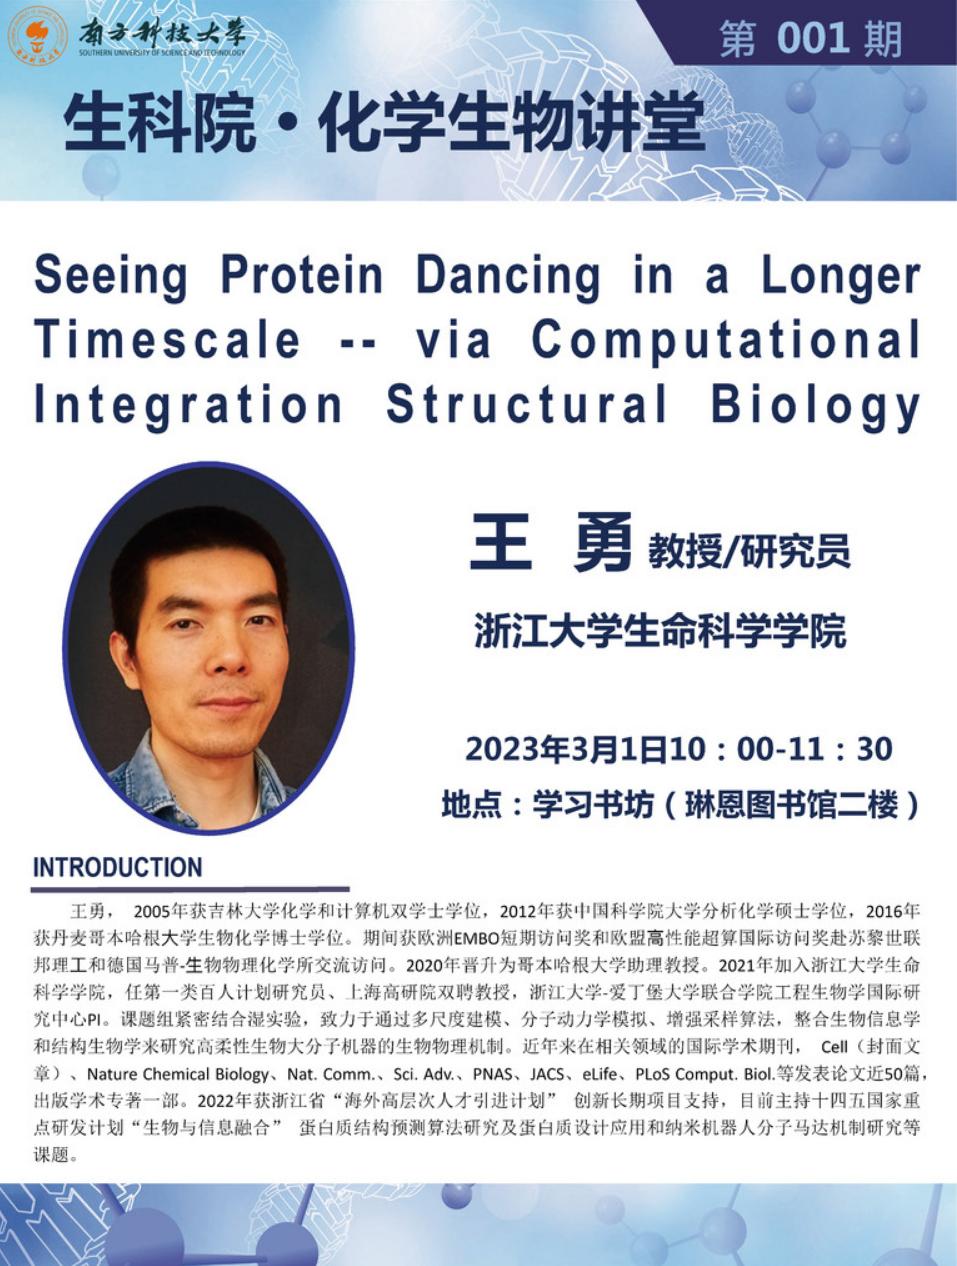 南方科技大学
SOUTHERN UNIVERSITY OF SCIENCE AND TECHNOLOGY
第 001 期
生科院·化学生物讲堂
Seeing Protein Dancing in a Longer
Timescale -- via Computational
Integration Structural Biology
王 勇 教授/研究员
浙江大学生命科学学院
2023年3月1日10：00-11：30
地点：学习书坊（琳恩图书馆二楼）
INTRODUCTION
王勇， 2005年获吉林大学化学和计算机双学士学位，2012年获中国科学院大学分析化学硕士学位，2016年
获丹麦哥本哈根大学生物化学博士学位。期间获欧洲EMBO短期访问奖和欧盟高性能超算国际访问奖赴苏黎世联
邦理工和德国马普-生物物理化学所交流访问。2020年晋升为哥本哈根大学助理教授。2021年加入浙江大学生命
科学学院，任第一类百人计划研究员、上海高研院双聘教授，浙江大学-爱丁堡大学联合学院工程生物学国际研
究中心PI。课题组紧密结合湿实验，致力于通过多尺度建模、分子动力学模拟、增强采样算法，整合生物信息学
和结构生物学来研究高柔性生物大分子机器的生物物理机制。近年来在相关领域的国际学术期刊， Cell（封面文
章）、Nature Chemical Biology、Nat. Comm.、Sci. Adv.、PNAS、JACS、eLife、PLoS Comput. Biol.等发表论文近50篇，
出版学术专著一部。2022年获浙江省“海外高层次人才引进计划” 创新长期项目支持，目前主持十四五国家重
点研发计划“生物与信息融合” 蛋白质结构预测算法研究及蛋白质设计应用和纳米机器人分子马达机制研究等
课题。